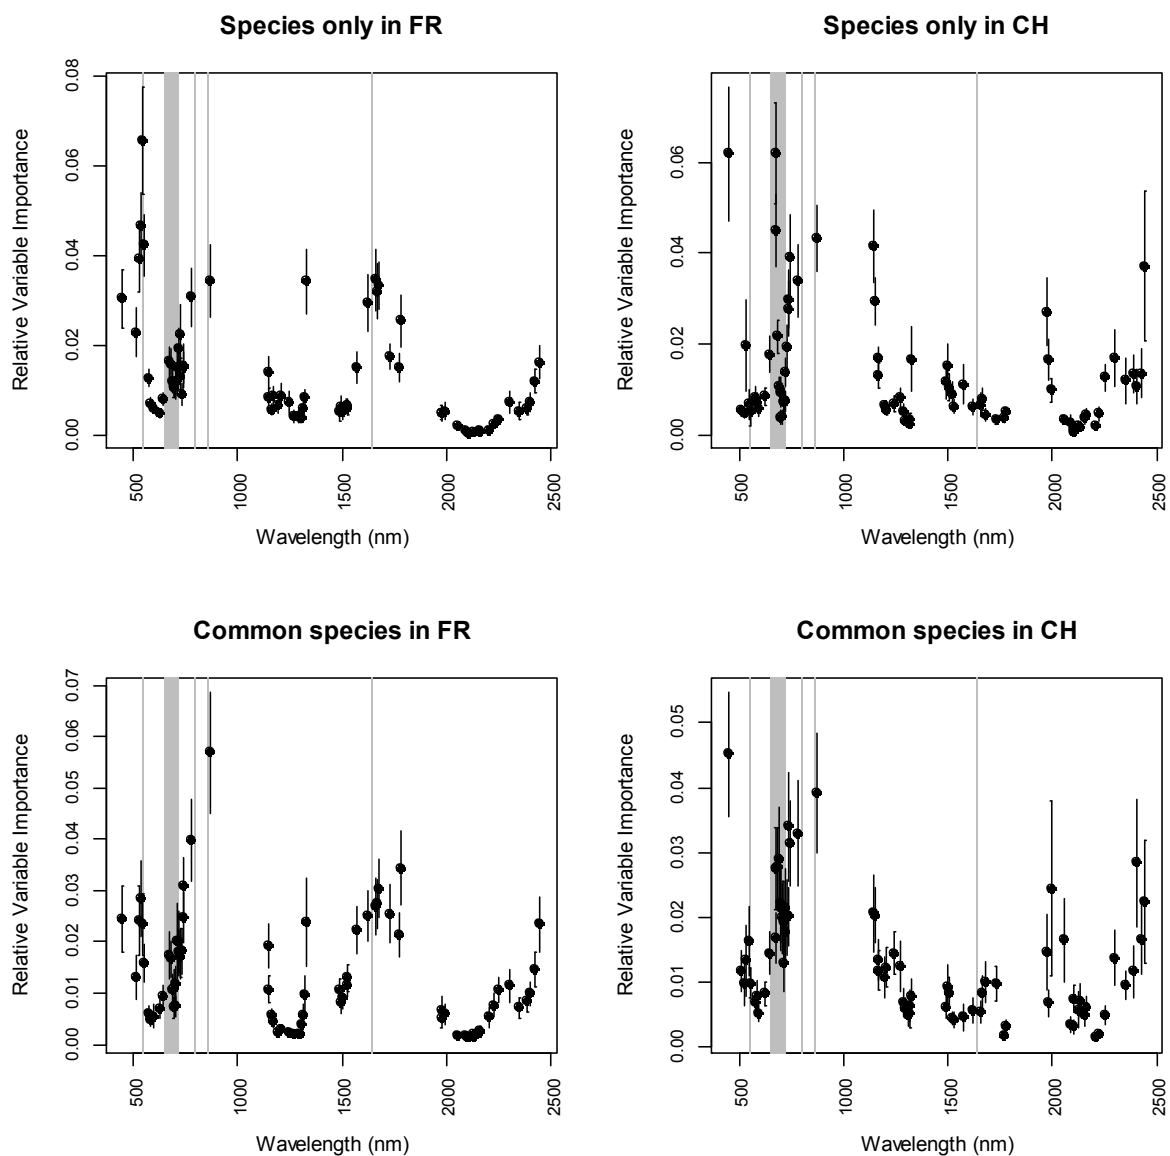 Species only in FR
Relative Variable Importance
0.00 0.02 0.04 0.06 0.08
500 1000 1500 2000 2500
Wavelength (nm)
Species only in CH
Relative Variable Importance
0.00 0.02 0.04 0.06
500 1000 1500 2000 2500
Wavelength (nm)
Common species in FR
Relative Variable Importance
0.00 0.01 0.02 0.03 0.04 0.05 0.06 0.07
500 1000 1500 2000 2500
Wavelength (nm)
Common species in CH
Relative Variable Importance
0.00 0.01 0.02 0.03 0.04 0.05
500 1000 1500 2000 2500
Wavelength (nm)